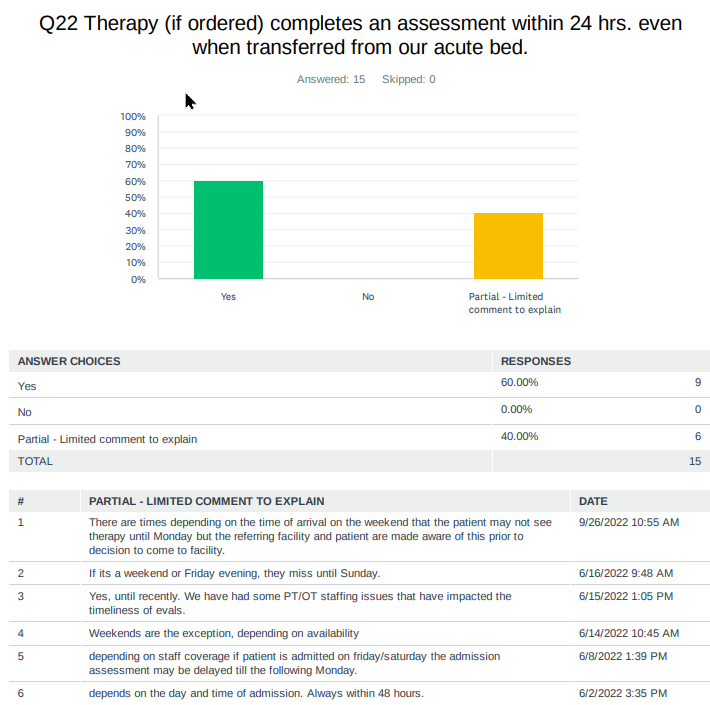 Q22 Therapy (if ordered) completes an assessment within 24 hrs. even
when transferred from our acute bed.
Answered: 15 Skipped: 0
100%
90%
80%
70%
60%
50%
40%
30%
20%
10%
0%
Yes
No
Partial - Limited
comment to explain
ANSWER CHOICES RESPONSES
Yes 60.00% 9
No 0.00% 0
Partial - Limited comment to explain 40.00% 6
TOTAL 15
# PARTIAL - LIMITED COMMENT TO EXPLAIN DATE
1 There are times depending on the time of arrival on the weekend that the patient may not see 9/26/2022 10:55 AM
therapy until Monday but the referring facility and patient are made aware of this prior to
decision to come to facility.
2 If its a weekend or Friday evening, they miss until Sunday. 6/16/2022 9:48 AM
3 Yes, until recently. We have had some PT/OT staffing issues that have impacted the 6/15/2022 1:05 PM
timeliness of evals.
4 Weekends are the exception, depending on availability 6/14/2022 10:45 AM
5 depending on staff coverage if patient is admitted on friday/saturday the admission 6/8/2022 1:39 PM
assessment may be delayed till the following Monday.
6 depends on the day and time of admission. Always within 48 hours. 6/2/2022 3:35 PM